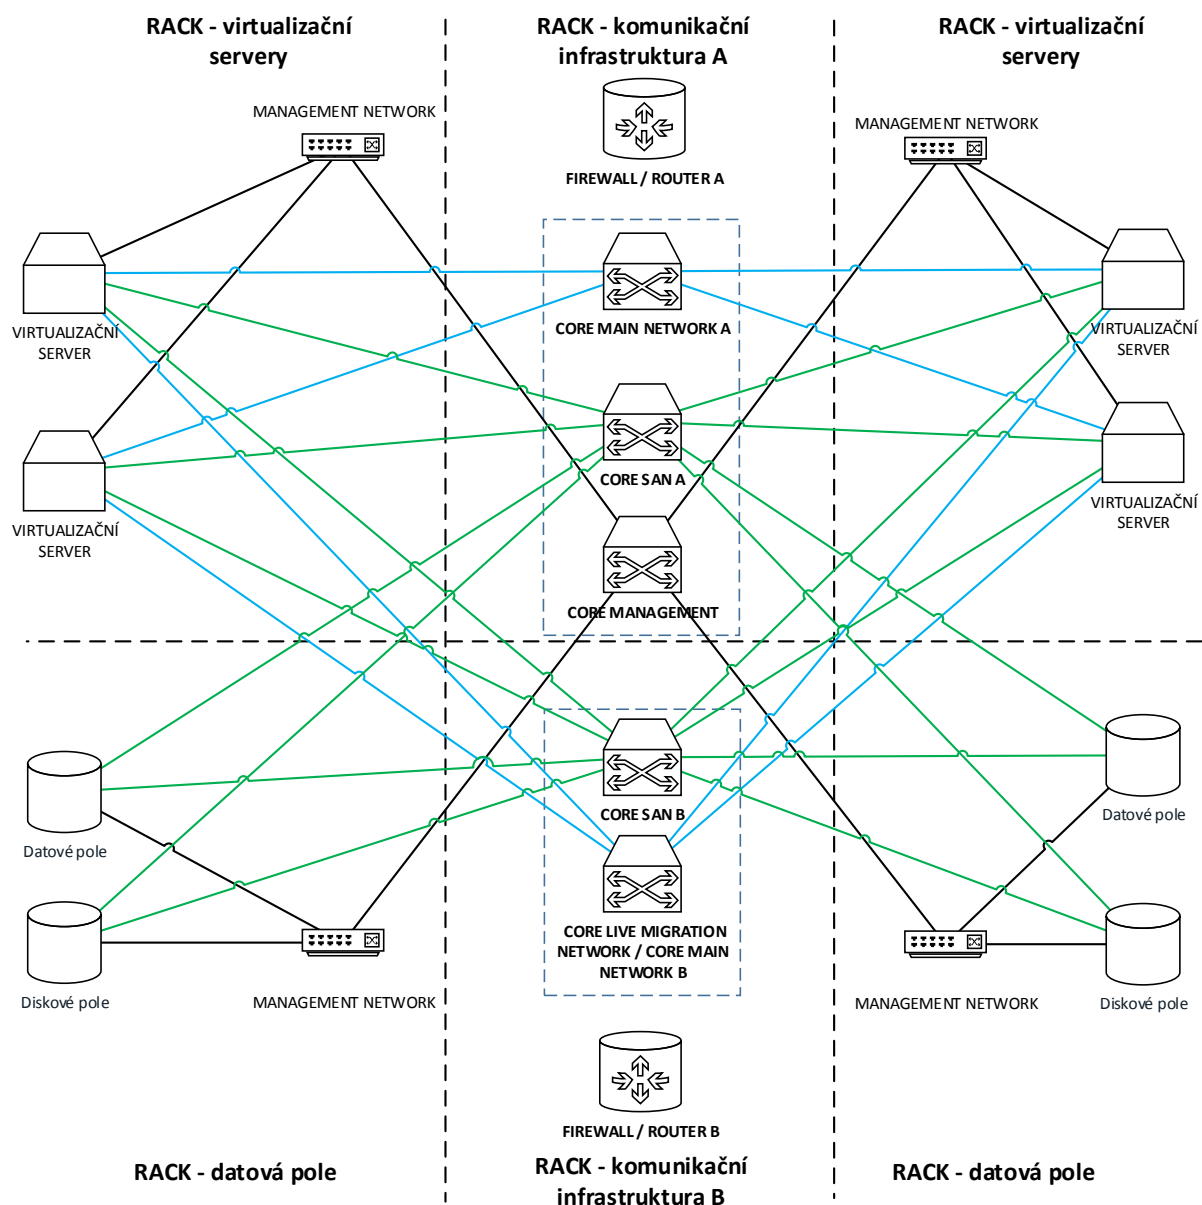 RACK - virtualizační
servery
RACK - komunikační
infrastruktura A
RACK - virtualizační
servery
MANAGEMENT NETWORK
MANAGEMENT NETWORK
FIREWALL / ROUTER A
VIRTUALIZAČNÍ
SERVER
CORE MAIN NETWORK A
VIRTUALIZAČNÍ
SERVER
CORE SAN A
VIRTUALIZAČNÍ
SERVER
VIRTUALIZAČNÍ
SERVER
CORE MANAGEMENT
CORE SAN B
Datové pole
Datové pole
CORE LIVE MIGRATION
NETWORK / CORE MAIN
NETWORK B
Diskové pole
MANAGEMENT NETWORK
MANAGEMENT NETWORK
Diskové pole
FIREWALL / ROUTER B
RACK - datová pole
RACK - komunikační
infrastruktura B
RACK - datová pole